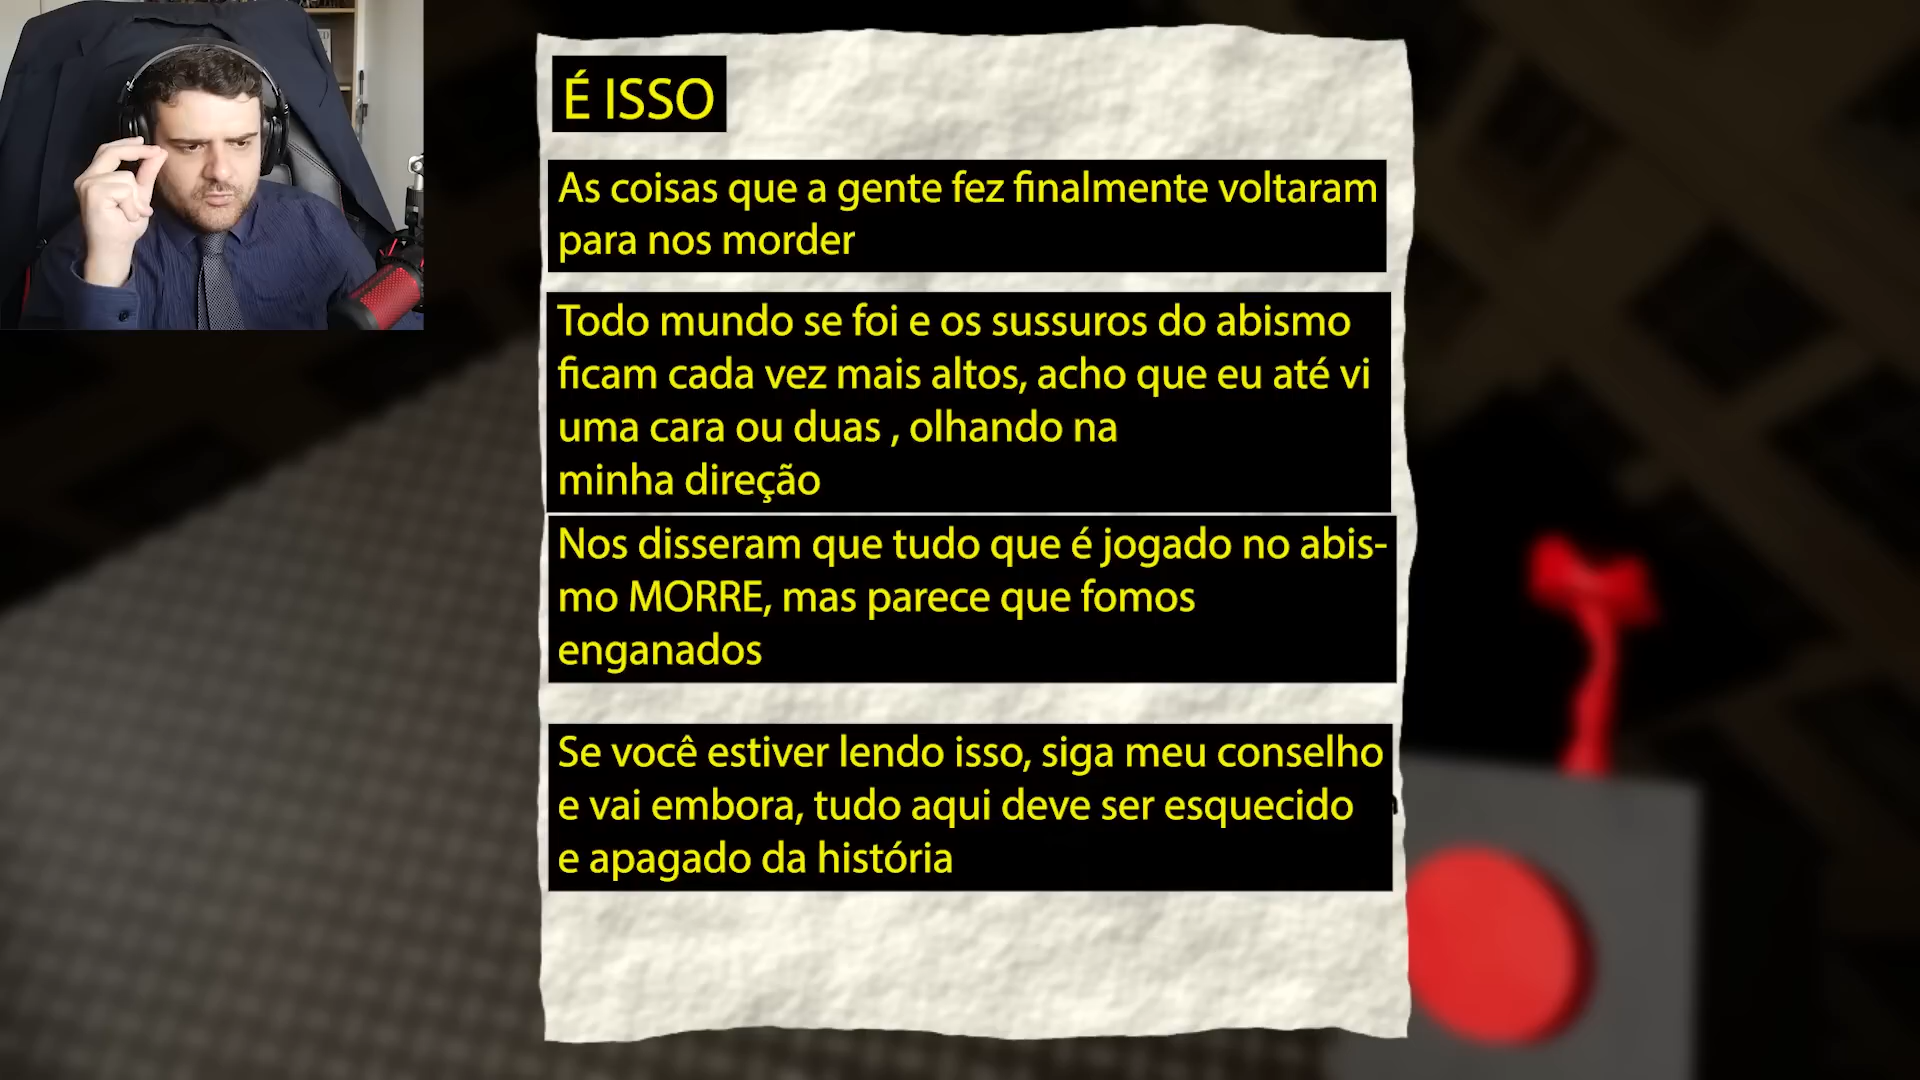 É ISSO
As coisas que a gente fez finalmente voltaram
para nos morder
Todo mundo se foi e os sussuros do abismo
ficam cada vez mais altos, acho que eu até vi
uma cara ou duas , olhando na
minha direção
Nos disseram que tudo que é jogado no abis-
mo MORRE, mas parece que fomos
enganados
Se você estiver lendo isso, siga meu conselho
e vai embora, tudo aqui deve ser esquecido
e apagado da história